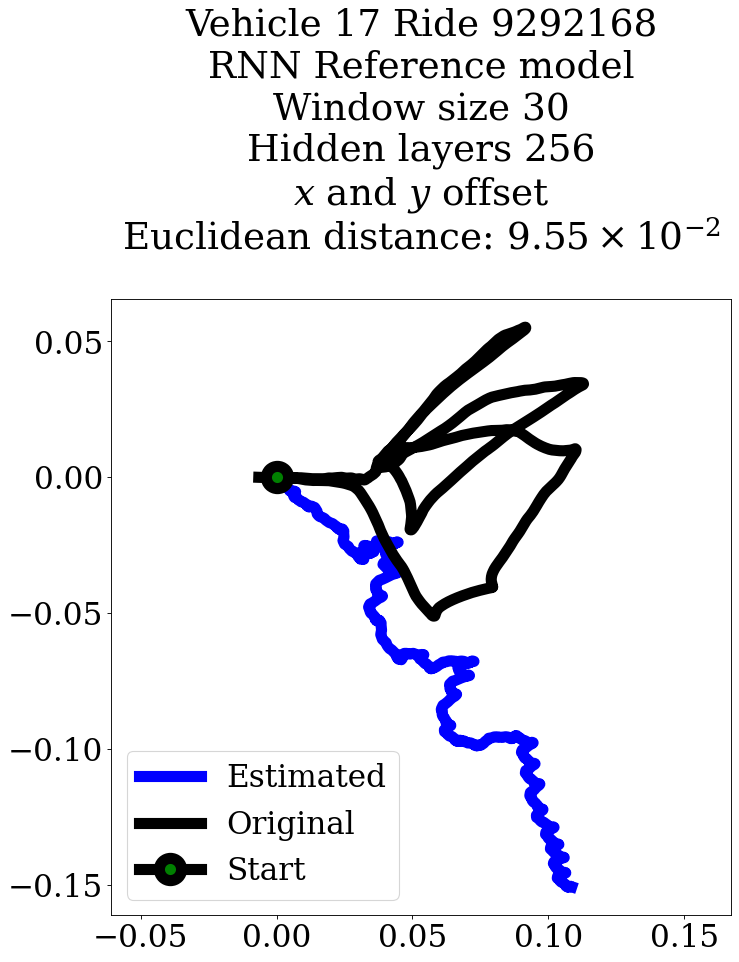 Vehicle 17 Ride 9292168
RNN Reference model
Window size 30
Hidden layers 256
x and y offset
Euclidean distance: 9.55 × 10⁻²
0.05
0.00
−0.05
−0.10
−0.15
Estimated
Original
Start
−0.05 0.00 0.05 0.10 0.15